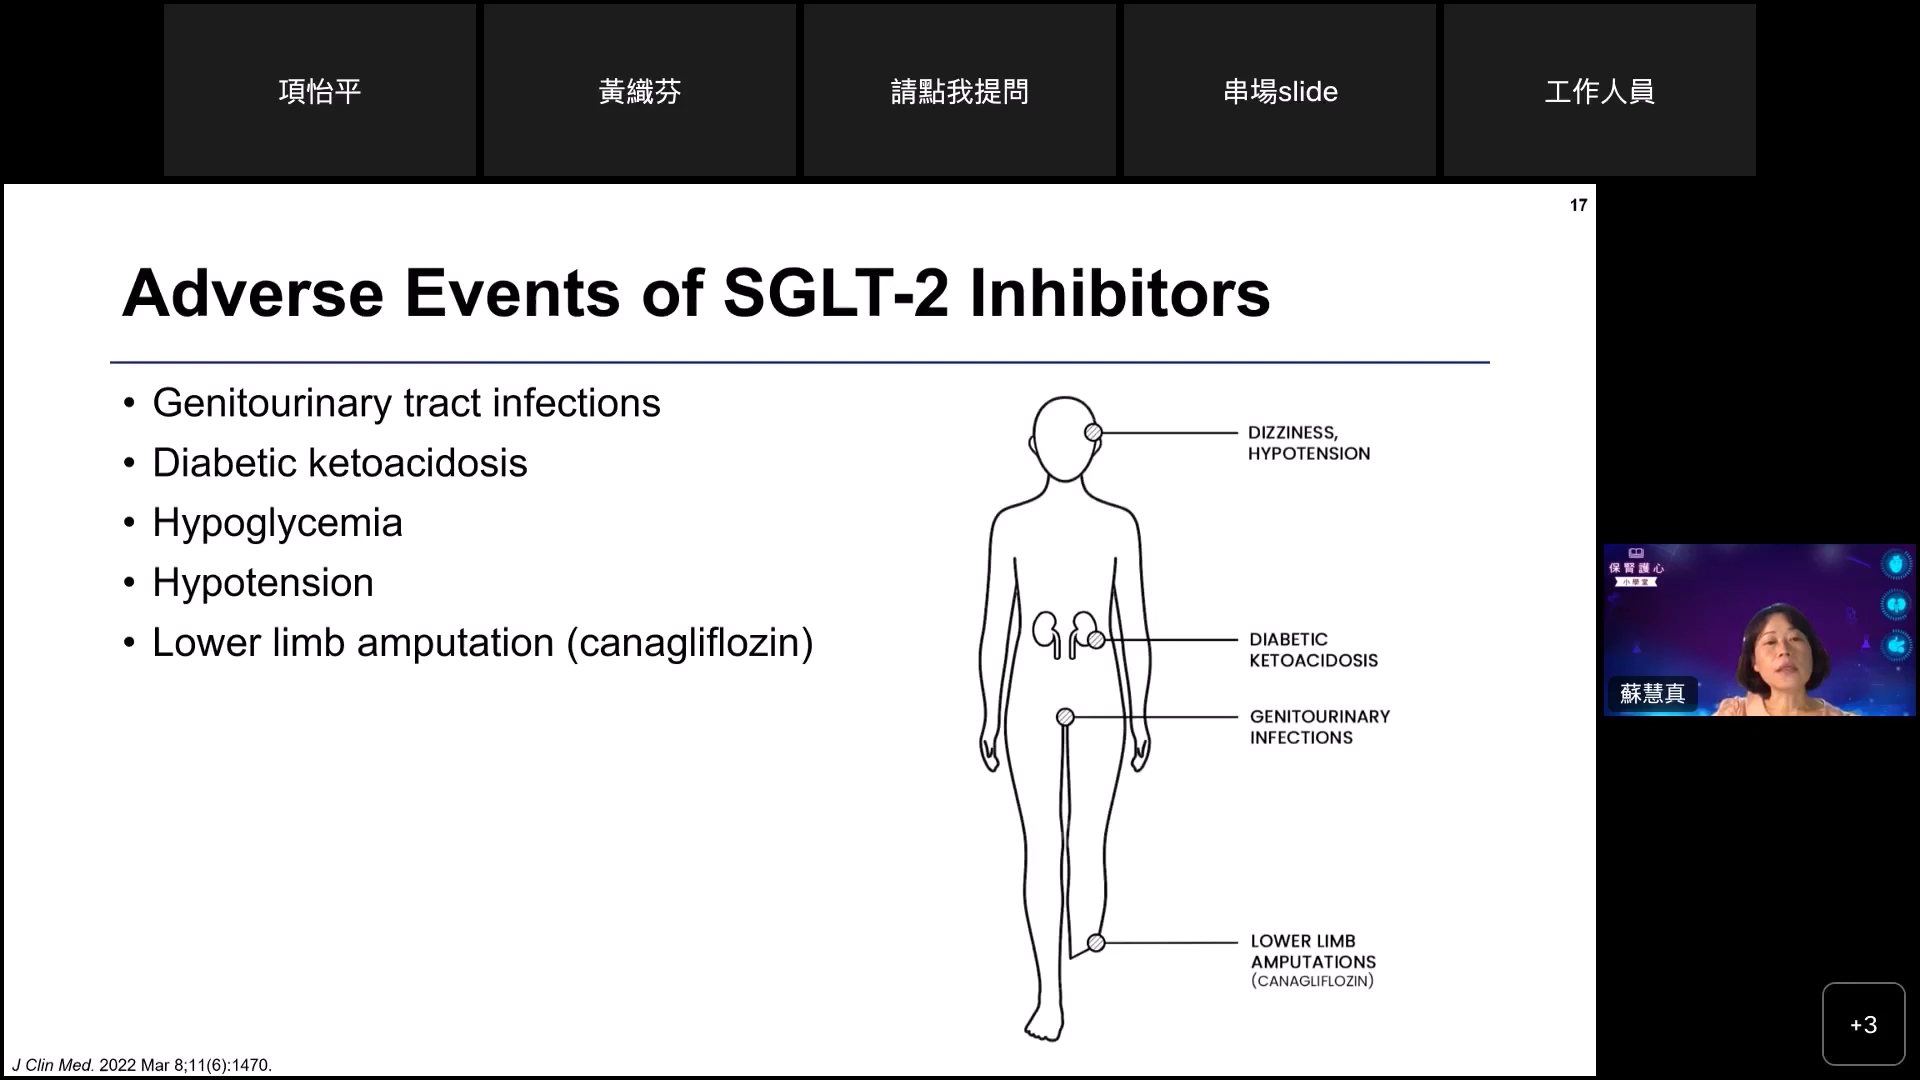 項怡平
黃織芬
請點我提問
串場slide
工作人員
17
Adverse Events of SGLT-2 Inhibitors
• Genitourinary tract infections
• Diabetic ketoacidosis
• Hypoglycemia
• Hypotension
• Lower limb amputation (canagliflozin)
DIZZINESS,
HYPOTENSION
DIABETIC
KETOACIDOSIS
GENITOURINARY
INFECTIONS
LOWER LIMB
AMPUTATIONS
(CANAGLIFLOZIN)
J Clin Med. 2022 Mar 8;11(6):1470.
保腎護心
小學堂
蘇慧真
+3